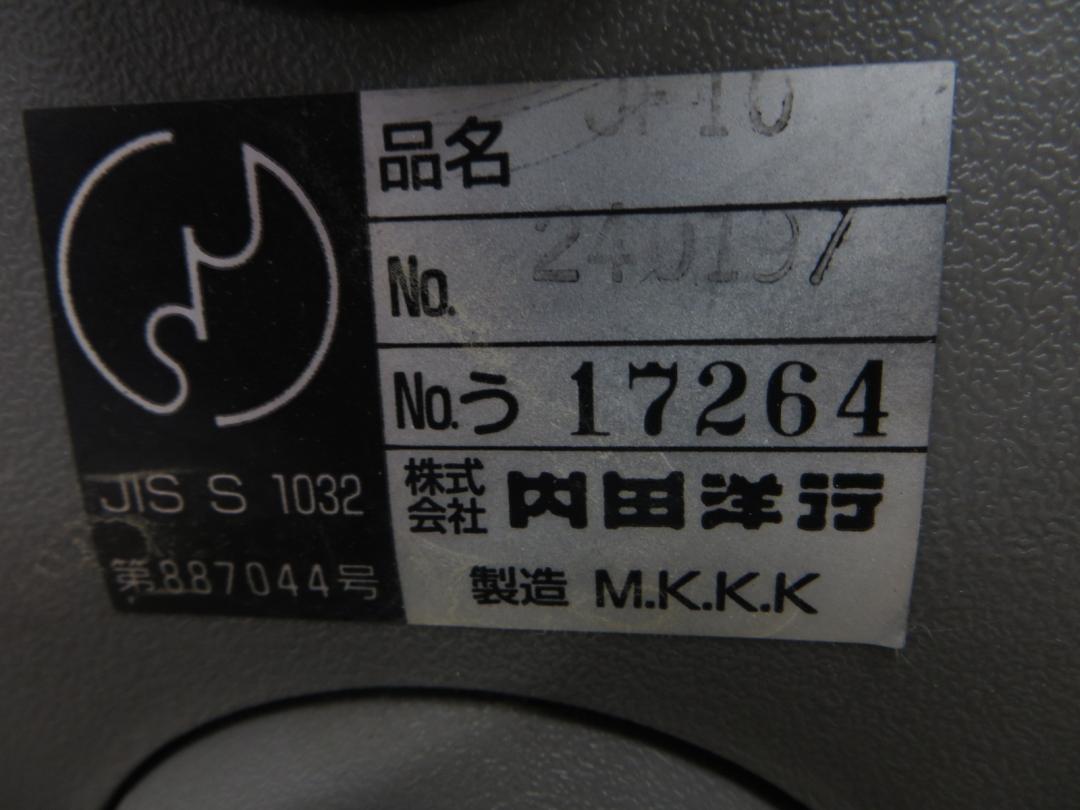 品名
No. 240197
No.う 17264
株式会社 内田洋行
製造 M.K.K.K
JIS S 1032
第887044号